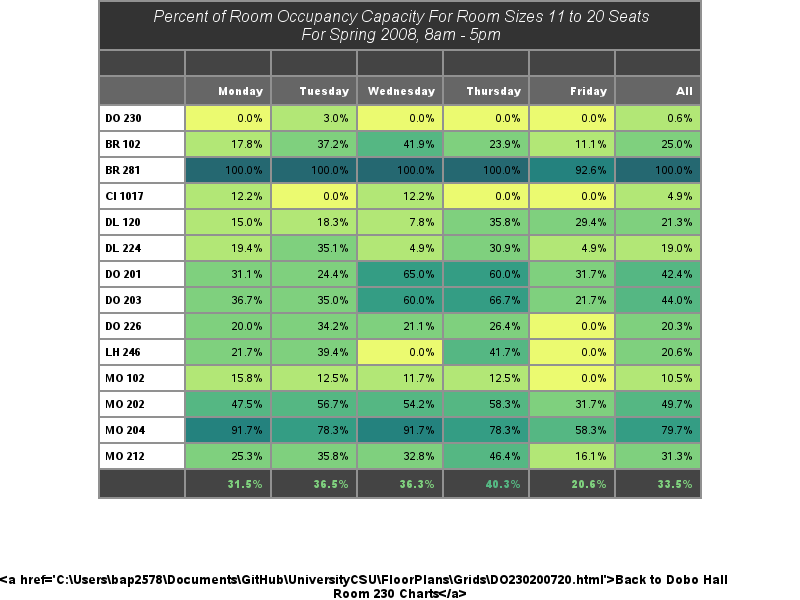 Percent of Room Occupancy Capacity For Room Sizes 11 to 20 Seats
For Spring 2008, 8am - 5pm
Monday Tuesday Wednesday Thursday Friday All
DO 230 0.0% 3.0% 0.0% 0.0% 0.0% 0.6%
BR 102 17.8% 37.2% 41.9% 23.9% 11.1% 25.0%
BR 281 100.0% 100.0% 100.0% 100.0% 92.6% 100.0%
CI 1017 12.2% 0.0% 12.2% 0.0% 0.0% 4.9%
DL 120 15.0% 18.3% 7.8% 35.8% 29.4% 21.3%
DL 224 19.4% 35.1% 4.9% 30.9% 4.9% 19.0%
DO 201 31.1% 24.4% 65.0% 60.0% 31.7% 42.4%
DO 203 36.7% 35.0% 60.0% 66.7% 21.7% 44.0%
DO 226 20.0% 34.2% 21.1% 26.4% 0.0% 20.3%
LH 246 21.7% 39.4% 0.0% 41.7% 0.0% 20.6%
MO 102 15.8% 12.5% 11.7% 12.5% 0.0% 10.5%
MO 202 47.5% 56.7% 54.2% 58.3% 31.7% 49.7%
MO 204 91.7% 78.3% 91.7% 78.3% 58.3% 79.7%
MO 212 25.3% 35.8% 32.8% 46.4% 16.1% 31.3%
31.5% 36.5% 36.3% 40.3% 20.6% 33.5%
<a href='C:\Users\bap2578\Documents\GitHub\UniversityCSU\FloorPlans\Grids\DO230200720.html'>Back to Dobo Hall
Room 230 Charts</a>